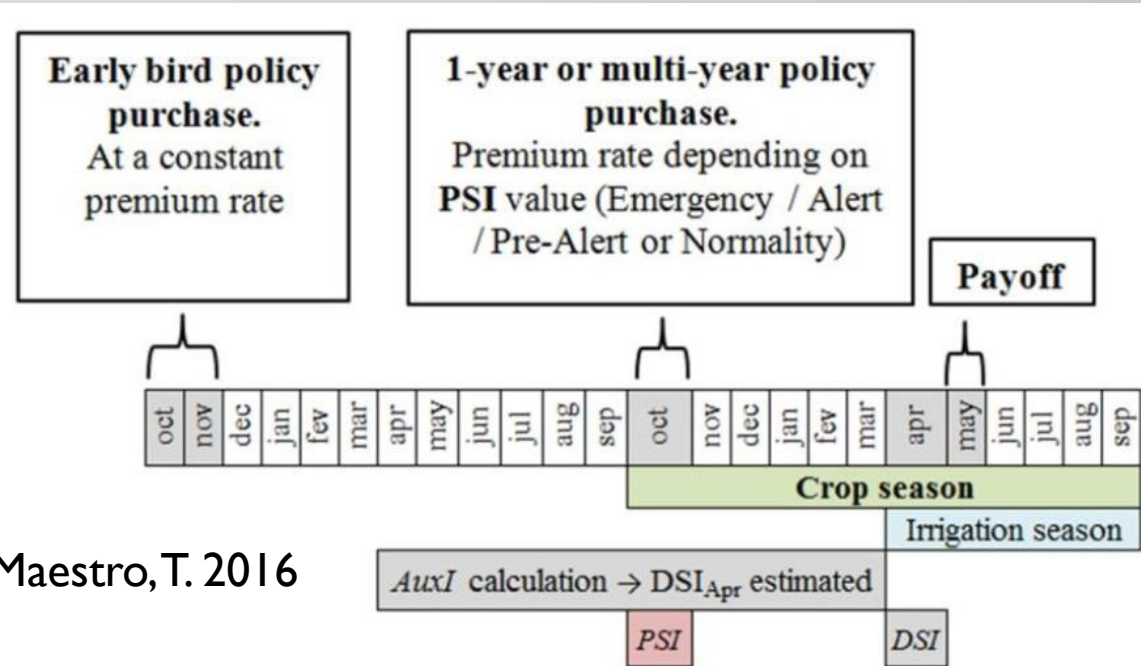 Early bird policy
purchase.
At a constant
premium rate
1-year or multi-year policy
purchase.
Premium rate depending on
PSI value (Emergency / Alert
/ Pre-Alert or Normality)
Payoff
oct nov dec jan fev mar apr may jun jul aug sep oct nov dec jan fev mar apr may jun jul aug sep
Crop season
Irrigation season
Maestro, T. 2016
AuxI calculation → DSIApr estimated
PSI
DSI